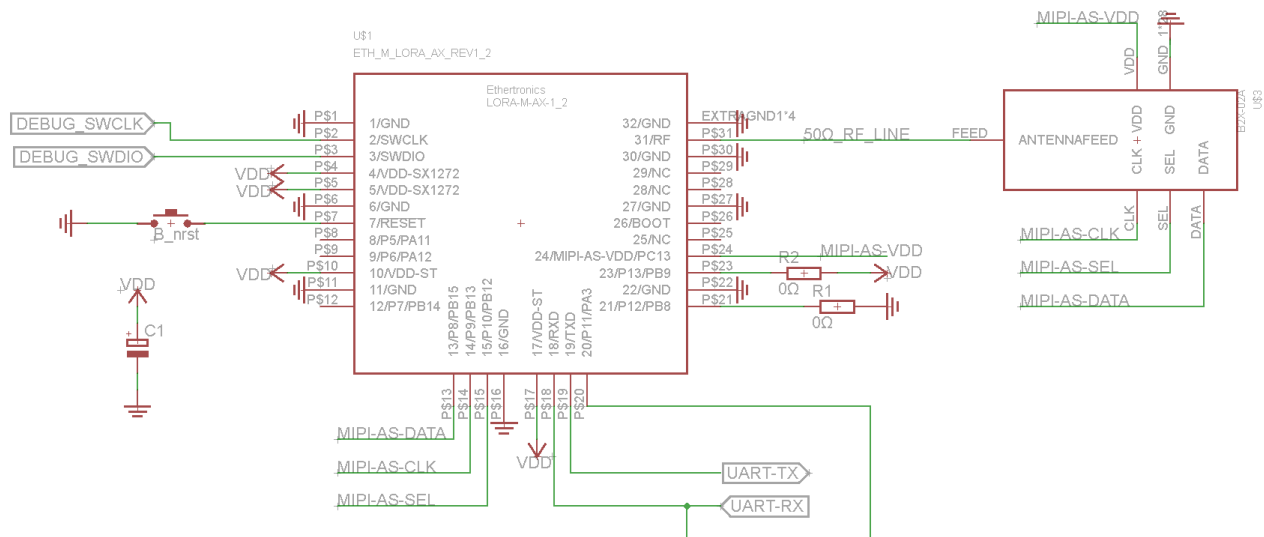 U$1
ETH_M_LORA_AX_REV1_2
Ethertronics
LORA-M-AX-1_2
DEBUG_SWCLK
DEBUG_SWDIO
VDD
VDD
B_nrst
VDD
VDD
C1
P$1
P$2
P$3
P$4
P$5
P$6
P$7
P$8
P$9
P$10
P$11
P$12
1/GND
2/SWCLK
3/SWDIO
4/VDD-SX1272
5/VDD-SX1272
6/GND
7/RESET
8/P5/PA11
9/P6/PA12
10/VDD-ST
11/GND
12/P7/PB14
13/P8/PB15
14/P9/PB13
15/P10/PB12
16/GND
17/VDD-ST
18/RXD
19/TXD
20/P11/PA3
P$13
P$14
P$15
P$16
P$17
P$18
P$19
P$20
32/GND
31/RF
30/GND
29/NC
28/NC
27/GND
26/BOOT
25/NC
24/MIPI-AS-VDD/PC13
23/P13/PB9
22/GND
21/P12/PB8
EXTRAGND1*4
P$31
P$30
P$29
P$28
P$27
P$26
P$25
P$24
P$23
P$22
P$21
50Ω_RF_LINE
FEED
MIPI-AS-VDD
R2
0Ω
VDD
R1
0Ω
MIPI-AS-DATA
MIPI-AS-CLK
MIPI-AS-SEL
VDD
UART-TX
UART-RX
MIPI-AS-VDD
VDD
GND
ANTENNAFEED
CLK
VDD
SEL
GND
DATA
U$3
CLK
SEL
DATA
MIPI-AS-CLK
MIPI-AS-SEL
MIPI-AS-DATA